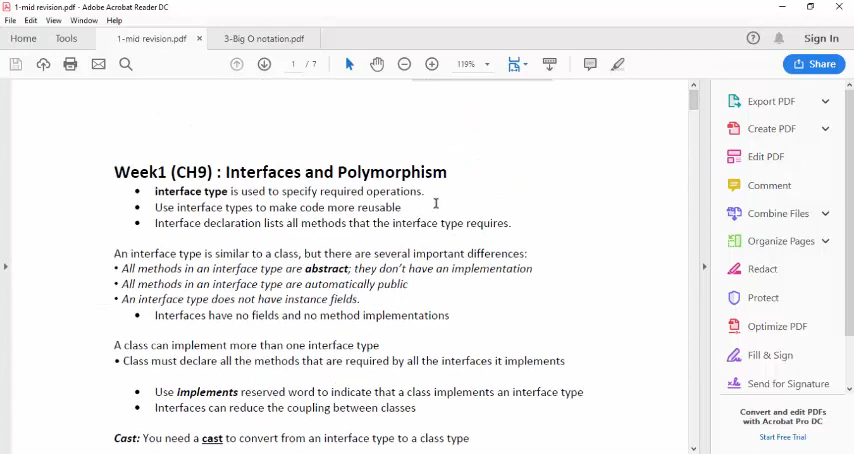 1-mid revision.pdf - Adobe Acrobat Reader DC
File Edit View Window Help
Home Tools 1-mid revision.pdf × 3-Big O notation.pdf Sign In
1 / 7 119% Share
Week1 (CH9) : Interfaces and Polymorphism
• interface type is used to specify required operations.
• Use interface types to make code more reusable
• Interface declaration lists all methods that the interface type requires.
An interface type is similar to a class, but there are several important differences:
• All methods in an interface type are abstract; they don't have an implementation
• All methods in an interface type are automatically public
• An interface type does not have instance fields.
• Interfaces have no fields and no method implementations
A class can implement more than one interface type
• Class must declare all the methods that are required by all the interfaces it implements
• Use implements reserved word to indicate that a class implements an interface type
• Interfaces can reduce the coupling between classes
Cast: You need a cast to convert from an interface type to a class type
Export PDF
Create PDF
Edit PDF
Comment
Combine Files
Organize Pages
Redact
Protect
Optimize PDF
Fill & Sign
Send for Signature
Convert and edit PDFs
with Acrobat Pro DC
Start Free Trial